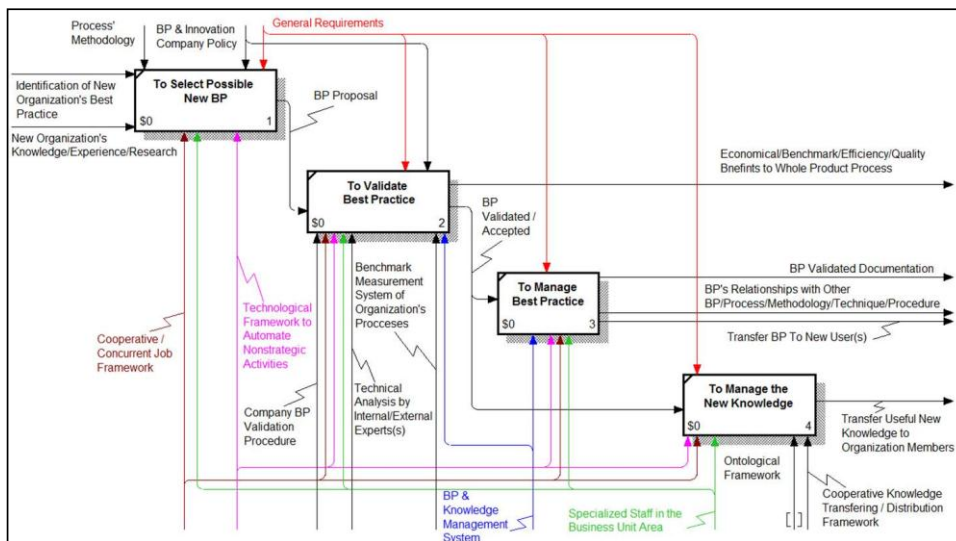 Process'
Methodology
BP & Innovation
Company Policy
General Requirements
Identification of New
Organization's Best
Practice
To Select Possible
New BP
$0
1
New Organization's
Knowledge/Experience/Research
BP Proposal
To Validate
Best Practice
$0
2
Economical/Benchmark/Efficiency/Quality
Bnefints to Whole Product Process
BP
Validated /
Accepted
To Manage
Best Practice
$0
3
BP Validated Documentation
BP's Relationships with Other
BP/Process/Methodology/Technique/Procedure
Transfer BP To New User(s)
Benchmark
Measurement
System of
Organization's
Procceses
Technological
Framework to
Automate
Nonstrategic
Activities
Cooperative /
Concurrent Job
Framework
Company BP
Validation
Procedure
Technical
Analysis by
Internal/External
Experts(s)
To Manage the
New Knowledge
$0
4
Transfer Useful New
Knowledge to
Organization Members
Ontological
Framework
Cooperative Knowledge
Transfering / Distribution
Framework
BP &
Knowledge
Management
System
Specialized Staff in the
Business Unit Area